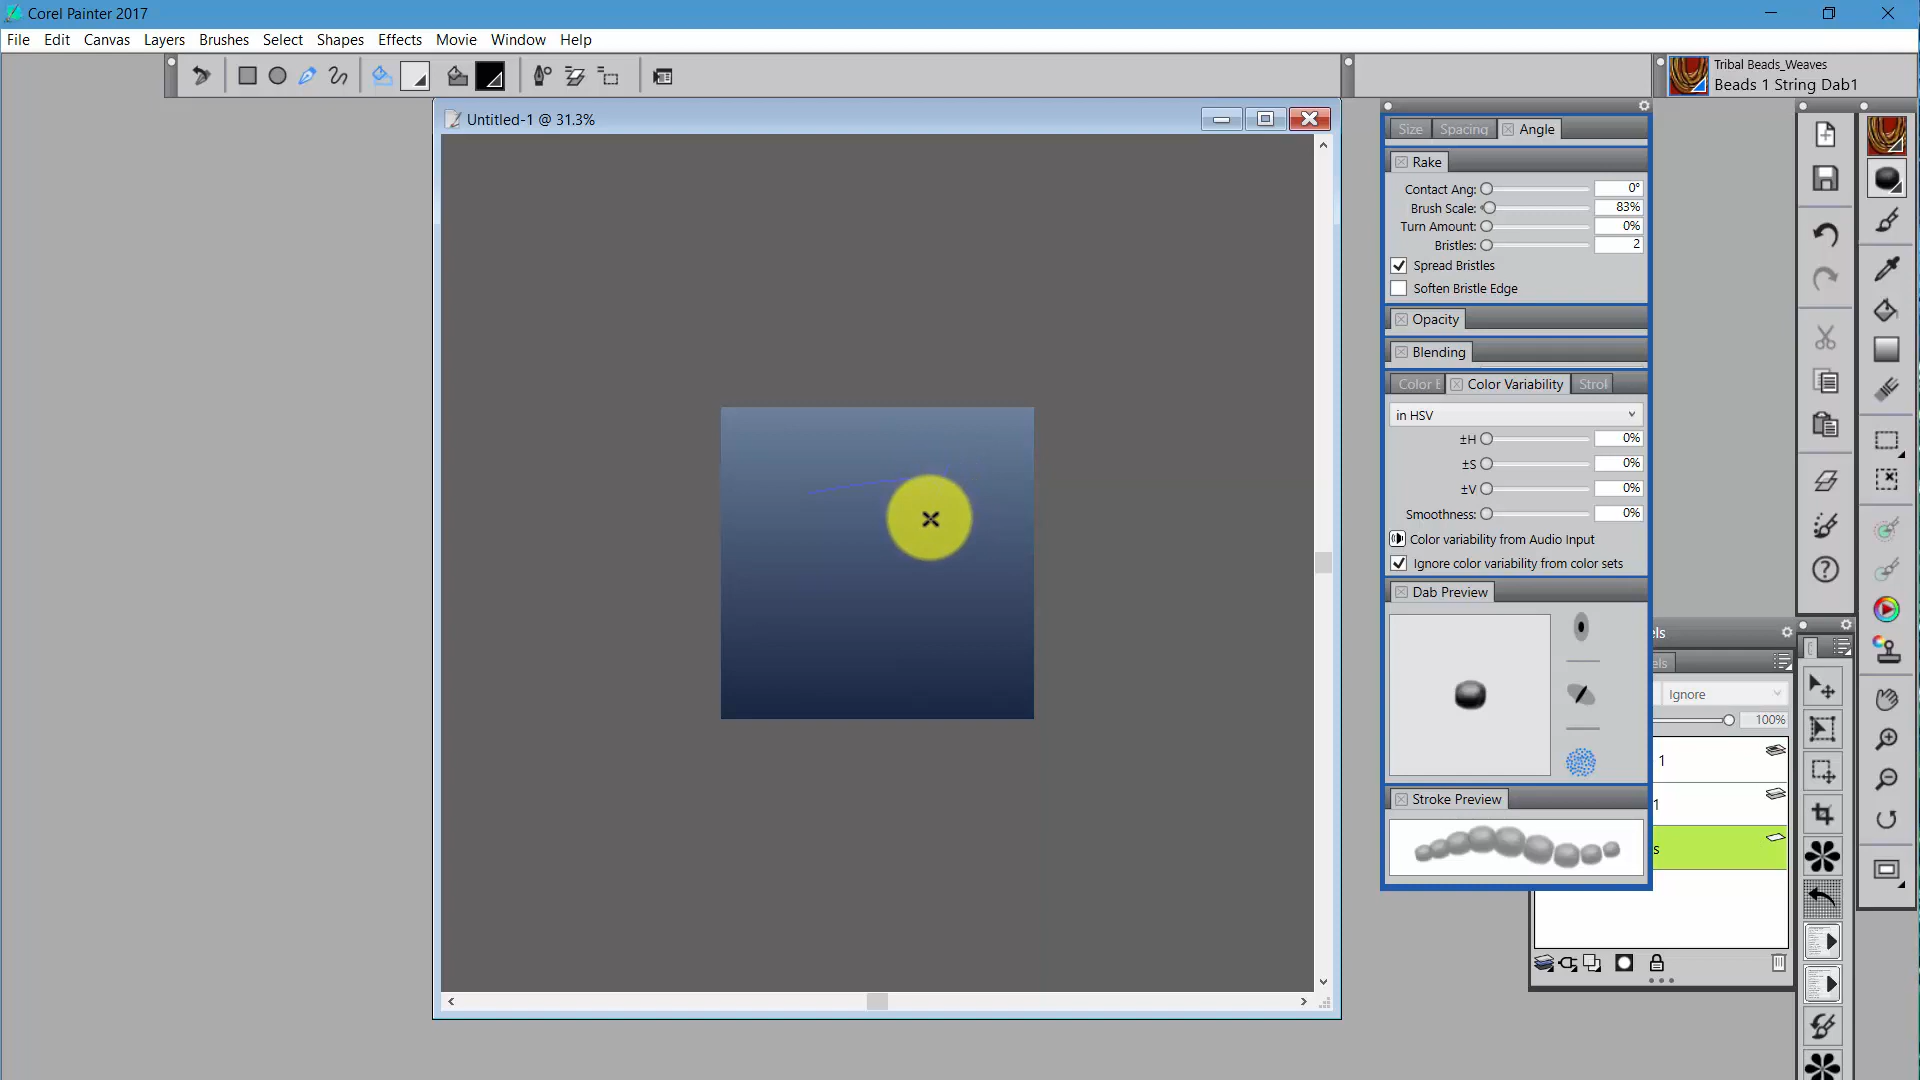 Corel Painter 2017
File Edit Canvas Layers Brushes Select Shapes Effects Movie Window Help
Tribal Beads_Weaves
Beads 1 String Dab1
Untitled-1 @ 31.3%
Size Spacing Angle
Rake
Contact Ang: 0°
Brush Scale: 83%
Turn Amount: 0%
Bristles: 2
Spread Bristles
Soften Bristle Edge
Opacity
Blending
Color E Color Variability Strol
in HSV
±H 0%
±S 0%
±V 0%
Smoothness: 0%
Color variability from Audio Input
Ignore color variability from color sets
Dab Preview
els
els
Ignore
100%
1
1
s
Stroke Preview